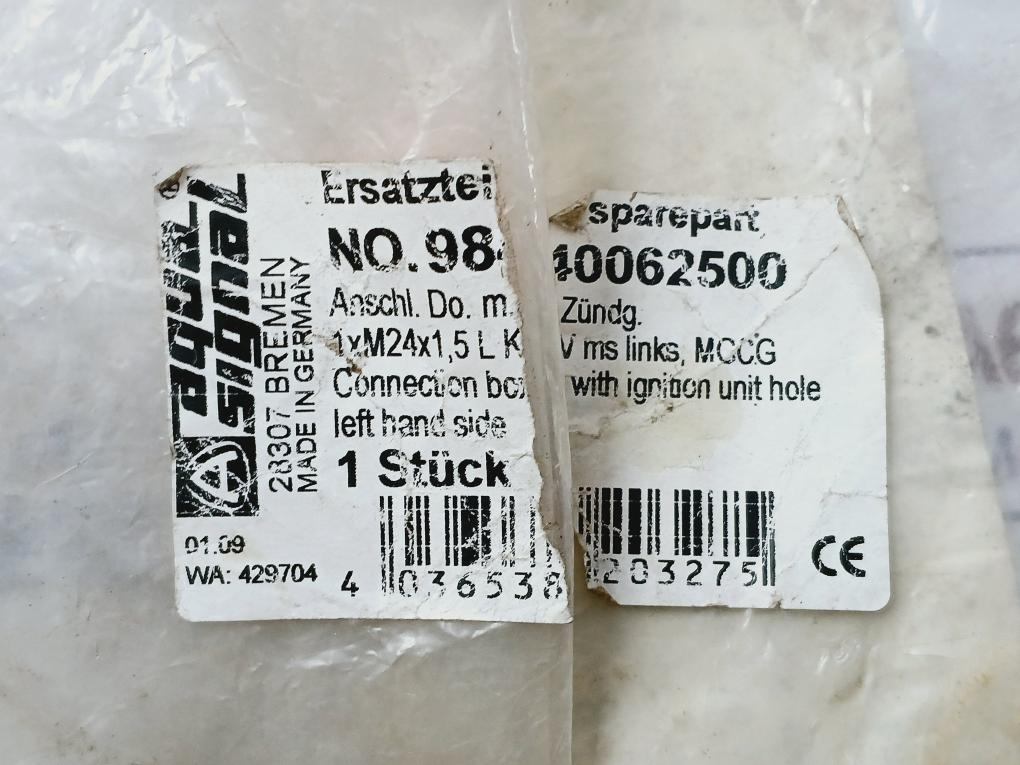 aqua signal
28307 BREMEN
MADE IN GERMANY
Ersatztei sparepart
NO. 98 40062500
Anschl. Do. m. Zündg.
1xM24x1,5 L K V ms links, MCCG
Connection box with ignition unit hole
left hand side
1 Stück
01.09
WA: 429704
4 036538 203275
CE